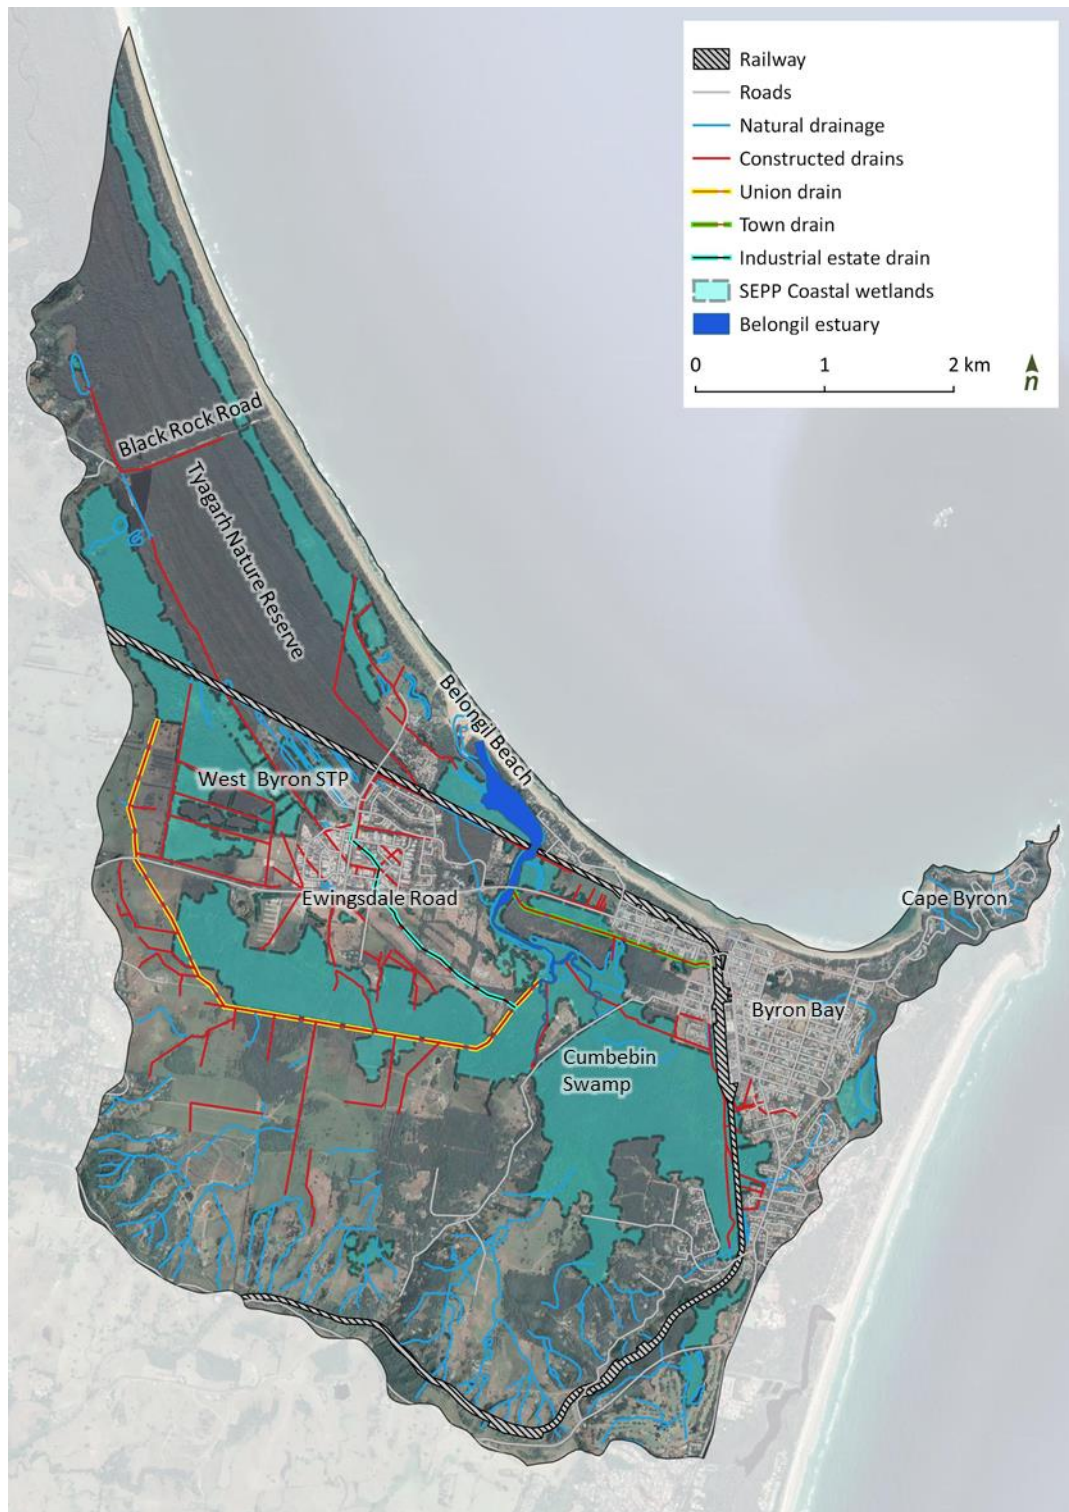 Railway
Roads
Natural drainage
Constructed drains
Union drain
Town drain
Industrial estate drain
SEPP Coastal wetlands
Belongil estuary
0 1 2 km
n
Black Rock Road
Tyagarh Nature Reserve
Belongil Beach
West Byron STP
Ewingsdale Road
Cape Byron
Byron Bay
Cumbebin
Swamp